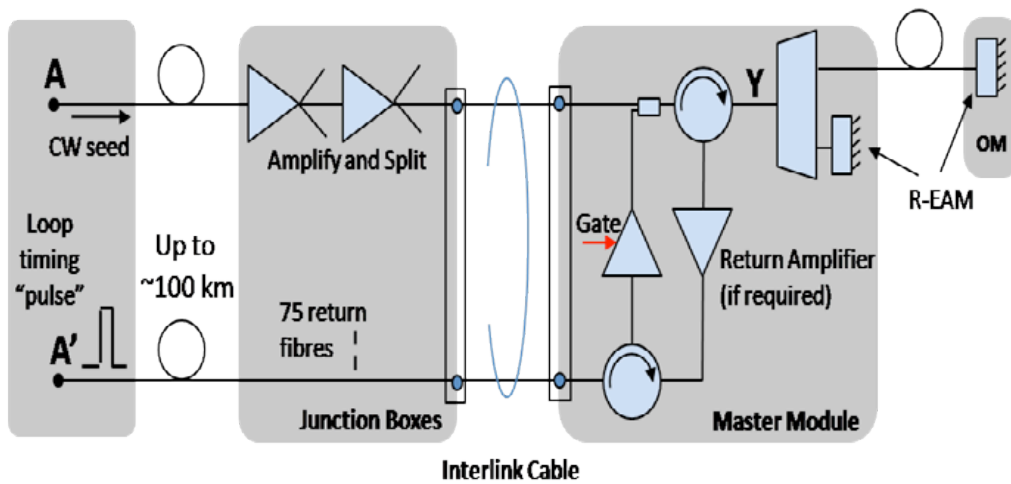 A
CW seed
Amplify and Split
Y
OM
R-EAM
Loop
timing
"pulse"
Up to
~100 km
Gate
Return Amplifier
(if required)
75 return
fibres
A'
Junction Boxes
Master Module
Interlink Cable